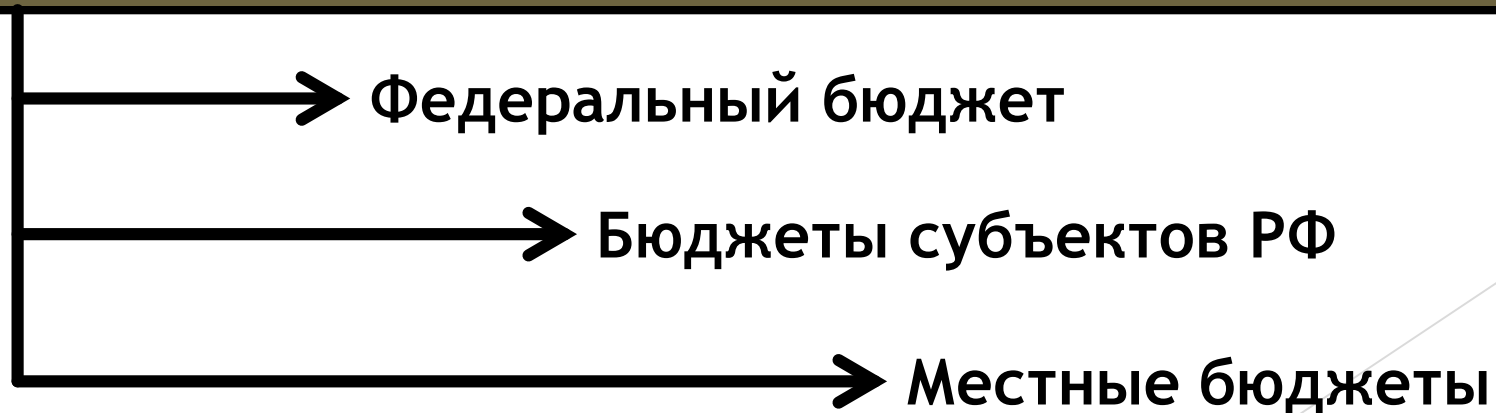 Федеральный бюджет
Бюджеты субъектов РФ
Местные бюджеты